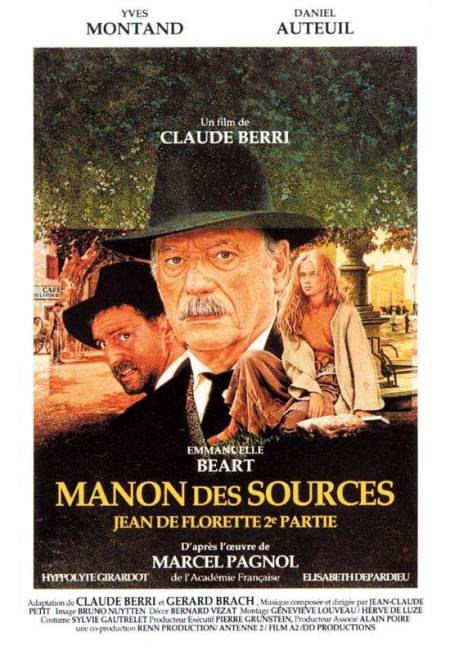 YVES
MONTAND
DANIEL
AUTEUIL
Un film de
CLAUDE BERRI
CAFÉ
EMMANUELLE
BEART
MANON DES SOURCES
JEAN DE FLORETTE 2e PARTIE
D'après l'œuvre de
MARCEL PAGNOL
HYPPOLYTE GIRARDOT
de l'Académie Française
ELISABETH DEPARDIEU
Adaptation de CLAUDE BERRI et GERARD BRACH, Musique composée et dirigée par JEAN-CLAUDE
PETIT Image BRUNO NUYTTEN Décor BERNARD VEZAT Montage GÉNEVIÈVE LOUVEAU / HERVE DE LUZE
Costume SYLVIE GAUTRELET Producteur Exécutif PIERRE GRUNSTEIN, Producteur Associé ALAIN POIRE
une co-production RENN PRODUCTION/ ANTENNE 2 / FILM A2/DD PRODUCTIONS